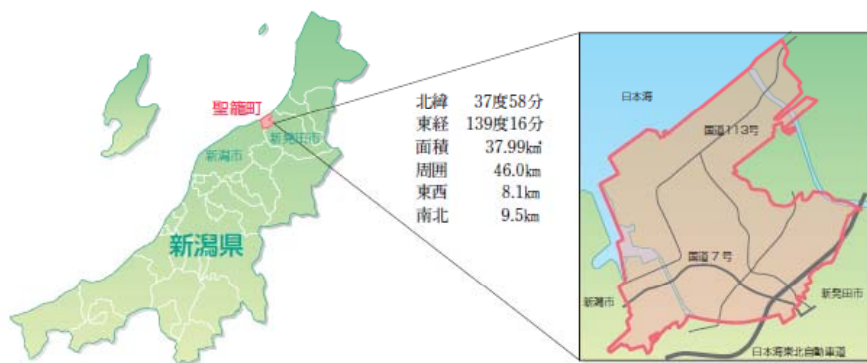 聖籠町
新発田市
新潟市
新潟県
北緯 37度58分
東経 139度16分
面積 37.99㎢
周囲 46.0㎞
東西 8.1㎞
南北 9.5㎞
日本海
国道113号
国道7号
新潟市
新発田市
日本海東北自動車道